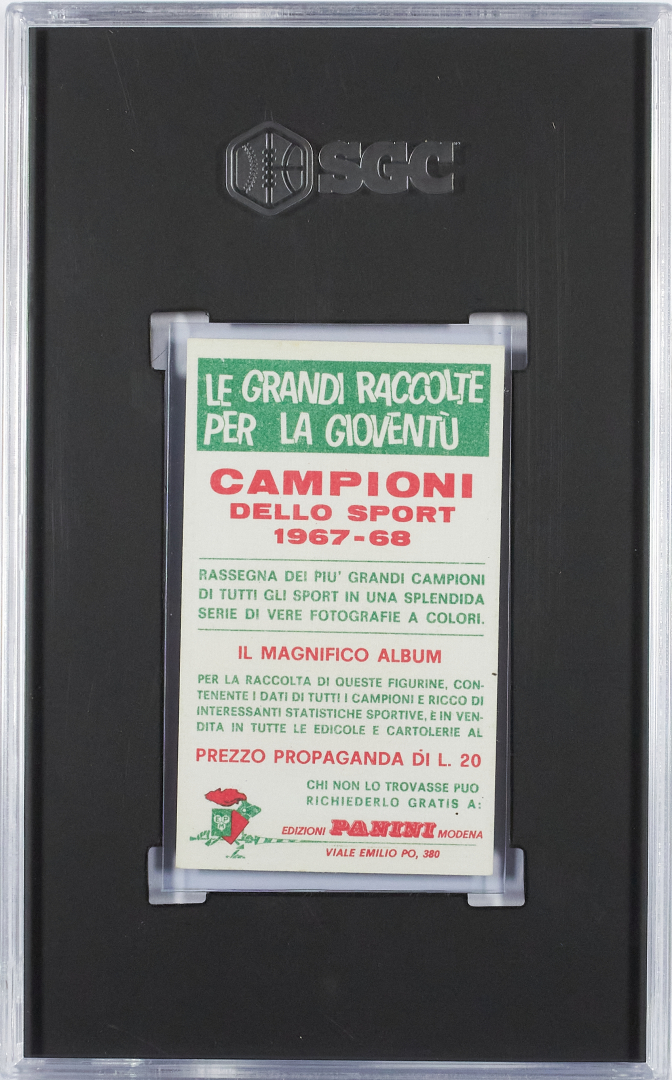 SGC
LE GRANDI RACCOLTE
PER LA GIOVENTÙ
CAMPIONI
DELLO SPORT
1967-68
RASSEGNA DEI PIU' GRANDI CAMPIONI
DI TUTTI GLI SPORT IN UNA SPLENDIDA
SERIE DI VERE FOTOGRAFIE A COLORI.
IL MAGNIFICO ALBUM
PER LA RACCOLTA DI QUESTE FIGURINE, CON-
TENENTE I DATI DI TUTTI I CAMPIONI E RICCO DI
INTERESSANTI STATISTICHE SPORTIVE, È IN VEN-
DITA IN TUTTE LE EDICOLE E CARTOLERIE AL
PREZZO PROPAGANDA DI L. 20
CHI NON LO TROVASSE PUO
RICHIEDERLO GRATIS A:
EPM
EDIZIONI PANINI MODENA
VIALE EMILIO PO, 380